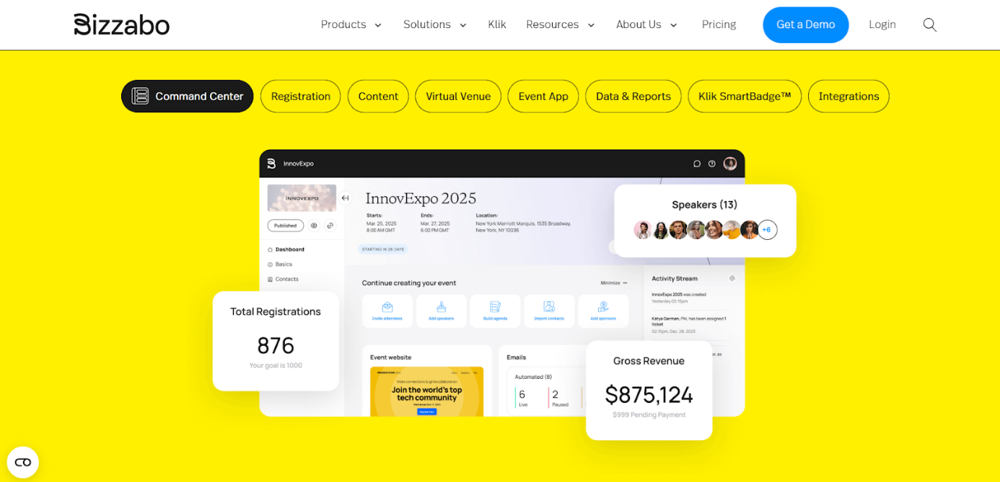 Bizzabo
Products
Solutions
Klik
Resources
About Us
Pricing
Get a Demo
Login
Command Center
Registration
Content
Virtual Venue
Event App
Data & Reports
Klik SmartBadge™
Integrations
InnovExpo
INNOVEXPO
InnovExpo 2025
Starts:
Mar. 25, 2025
8:00 AM GMT
Ends:
Mar. 27, 2025
6:00 PM GMT
Location:
New York Marriott Marquis, 1535 Broadway,
New York, NY 10036
STARTING IN 26 DAYS
Speakers (13)
+6
Published
Dashboard
Basics
Contacts
Continue creating your event
Minimize
Invite attendees
Add speakers
Build agenda
Import contacts
Add sponsors
Activity Stream
InnovExpo 2025 was created
Yesterday 02:15pm
Katya German, PM, has been assigned 1
ticket
02:15pm, Dec. 26, 2023
Total Registrations
876
Your goal is 1000
Event website
Make connections & ignite collaboration
Join the world's top
tech community
Register Now
Emails
Automated (8)
6
Live
2
Paused
Gross Revenue
$875,124
$999 Pending Payment